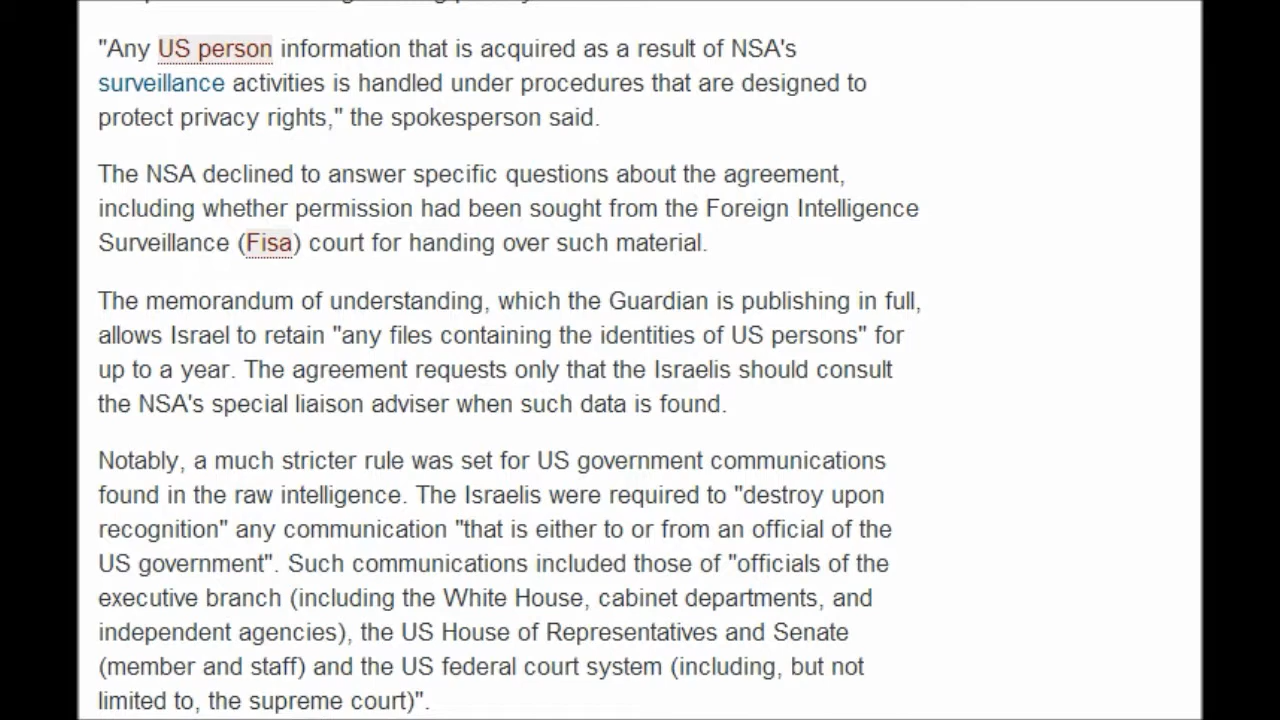 "Any US person information that is acquired as a result of NSA's
surveillance activities is handled under procedures that are designed to
protect privacy rights," the spokesperson said.
The NSA declined to answer specific questions about the agreement,
including whether permission had been sought from the Foreign Intelligence
Surveillance (Fisa) court for handing over such material.
The memorandum of understanding, which the Guardian is publishing in full,
allows Israel to retain "any files containing the identities of US persons" for
up to a year. The agreement requests only that the Israelis should consult
the NSA's special liaison adviser when such data is found.
Notably, a much stricter rule was set for US government communications
found in the raw intelligence. The Israelis were required to "destroy upon
recognition" any communication "that is either to or from an official of the
US government". Such communications included those of "officials of the
executive branch (including the White House, cabinet departments, and
independent agencies), the US House of Representatives and Senate
(member and staff) and the US federal court system (including, but not
limited to, the supreme court)".